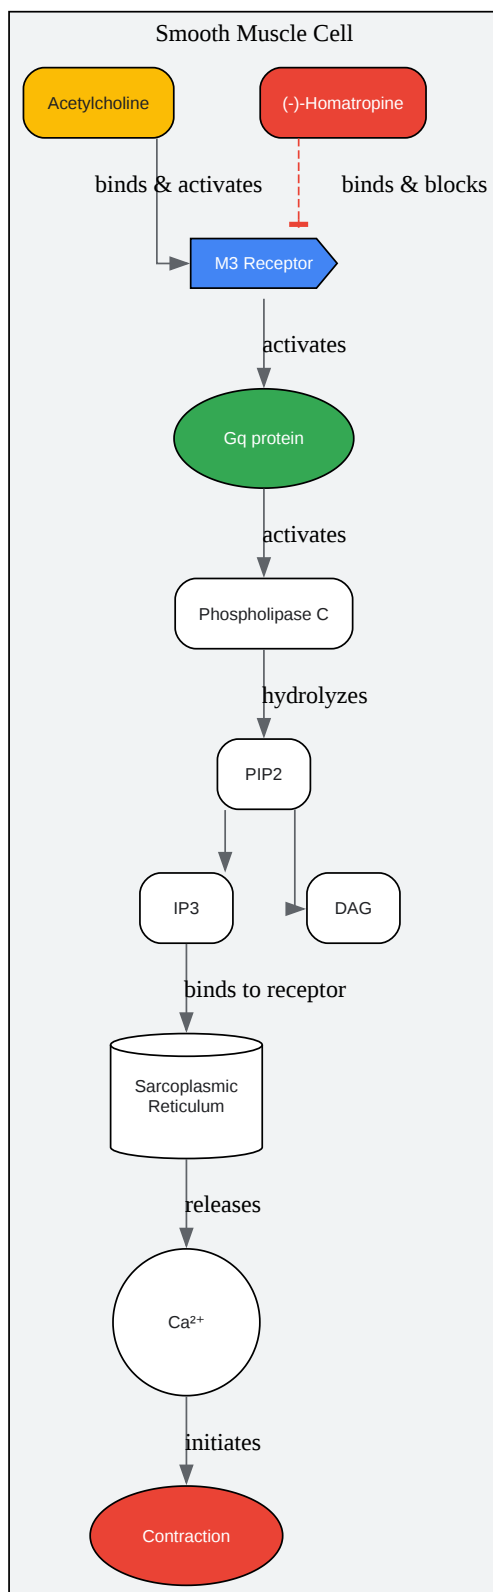 Smooth Muscle Cell
Acetylcholine
(-)-Homatropine
binds & activates
binds & blocks
M3 Receptor
activates
Gq protein
activates
Phospholipase C
hydrolyzes
PIP2
IP3
DAG
binds to receptor
Sarcoplasmic
Reticulum
releases
Ca²⁺
initiates
Contraction